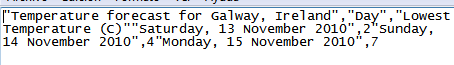 "Temperature forecast for Galway, Ireland","Day","Lowest
Temperature (C)""Saturday, 13 November 2010",2"Sunday,
14 November 2010",4"Monday, 15 November 2010",7